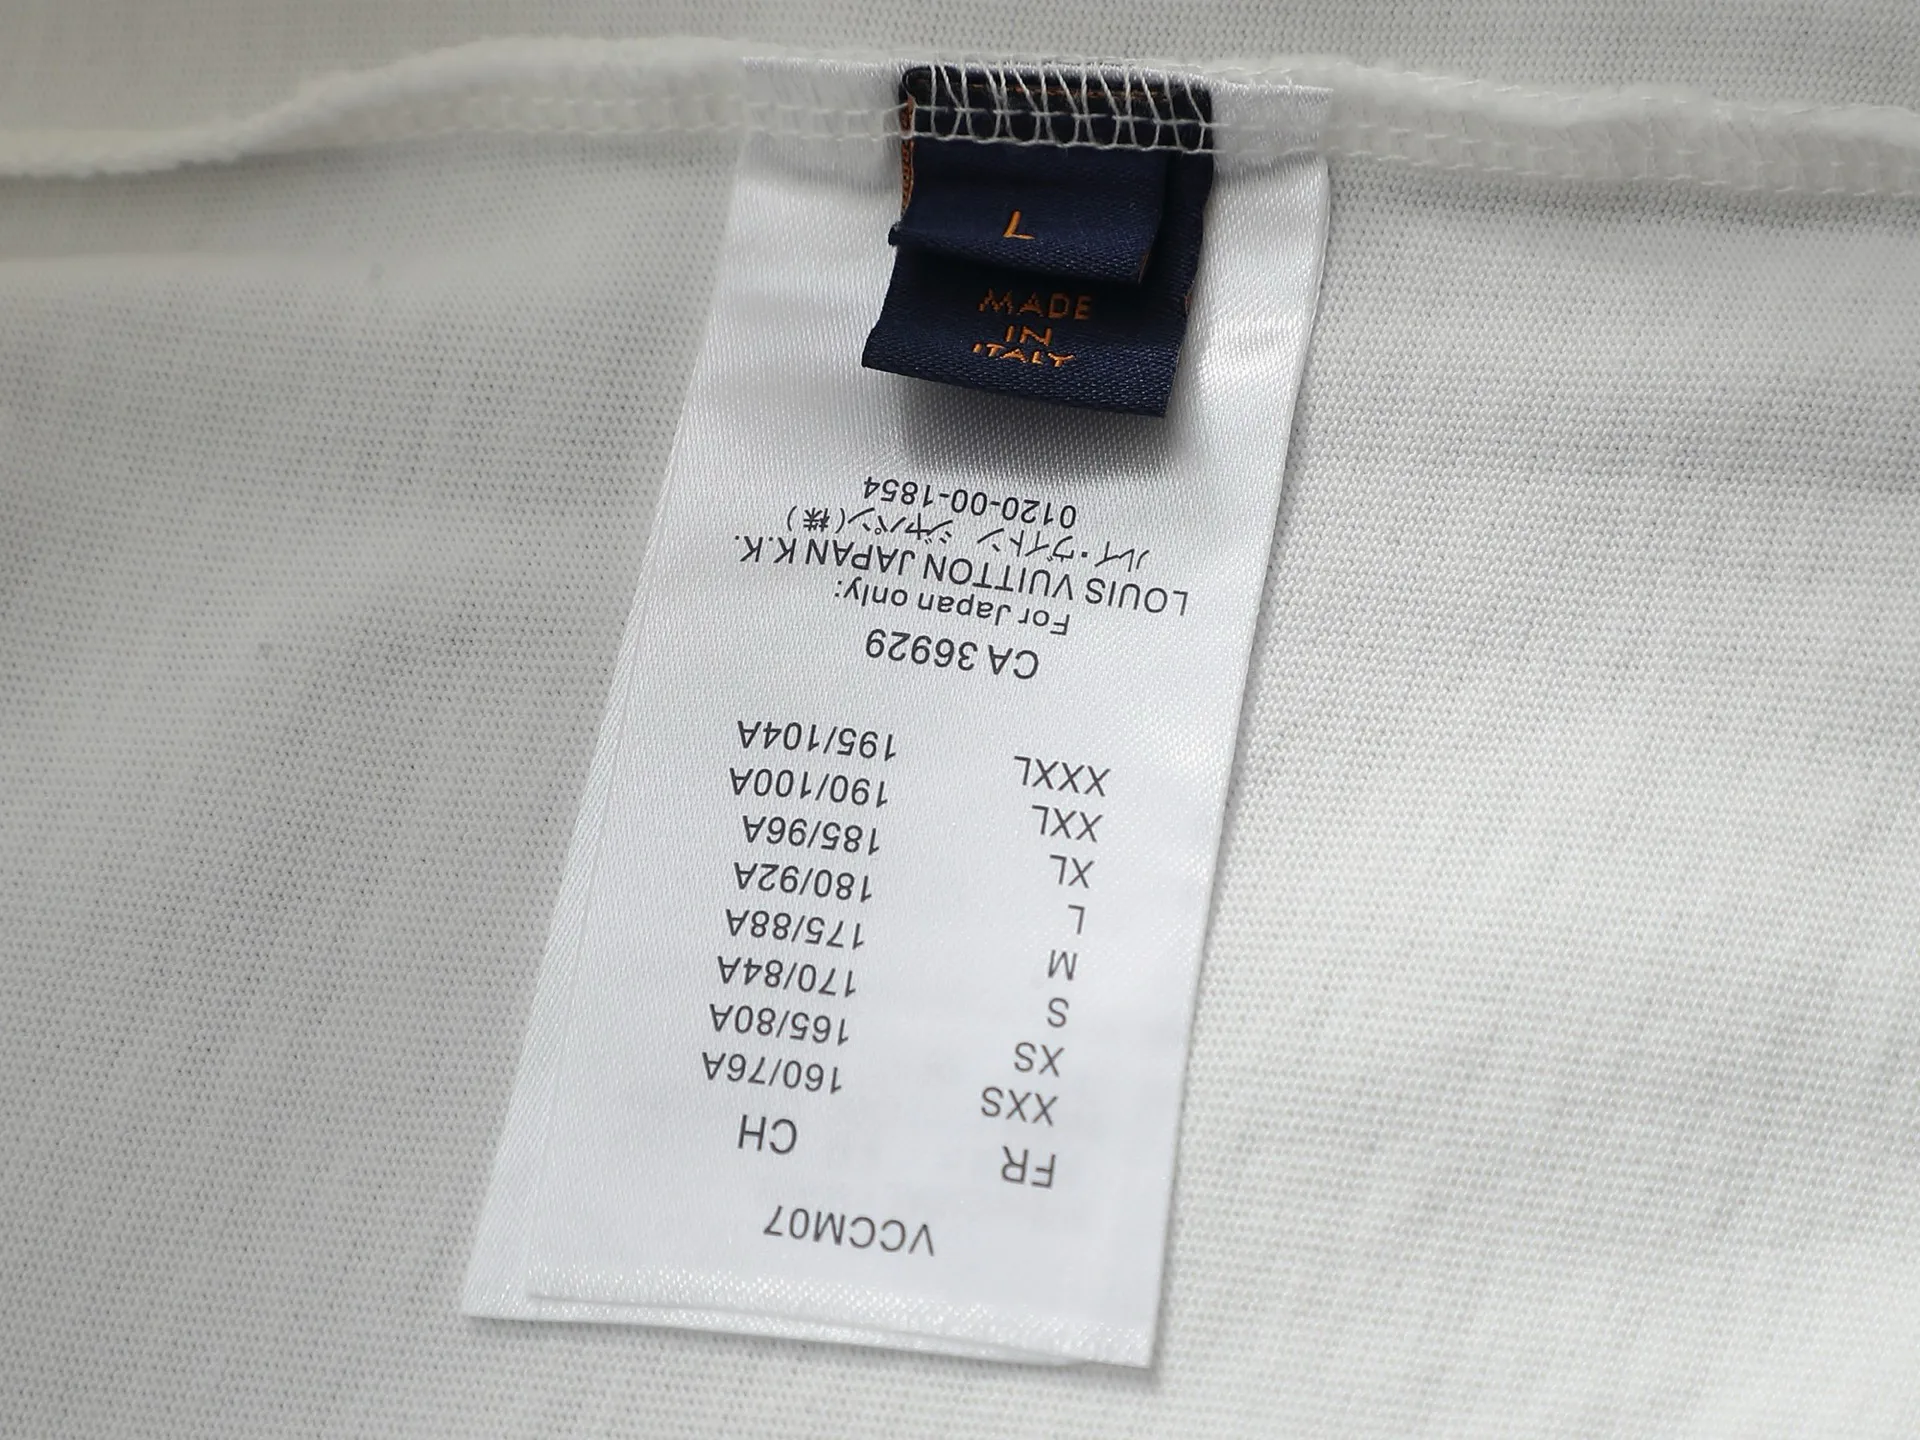 L
MADE
IN
ITALY
VCCM07
FR CH
XXS 160/76A
XS 165/80A
S 170/84A
M 175/88A
L 180/92A
XL 185/96A
XXL 190/100A
XXXL 195/104A
CA 36929
For Japan only:
LOUIS VUITTON JAPAN K.K.
ルイ・ヴィトン ジャパン(株)
0120-00-1854